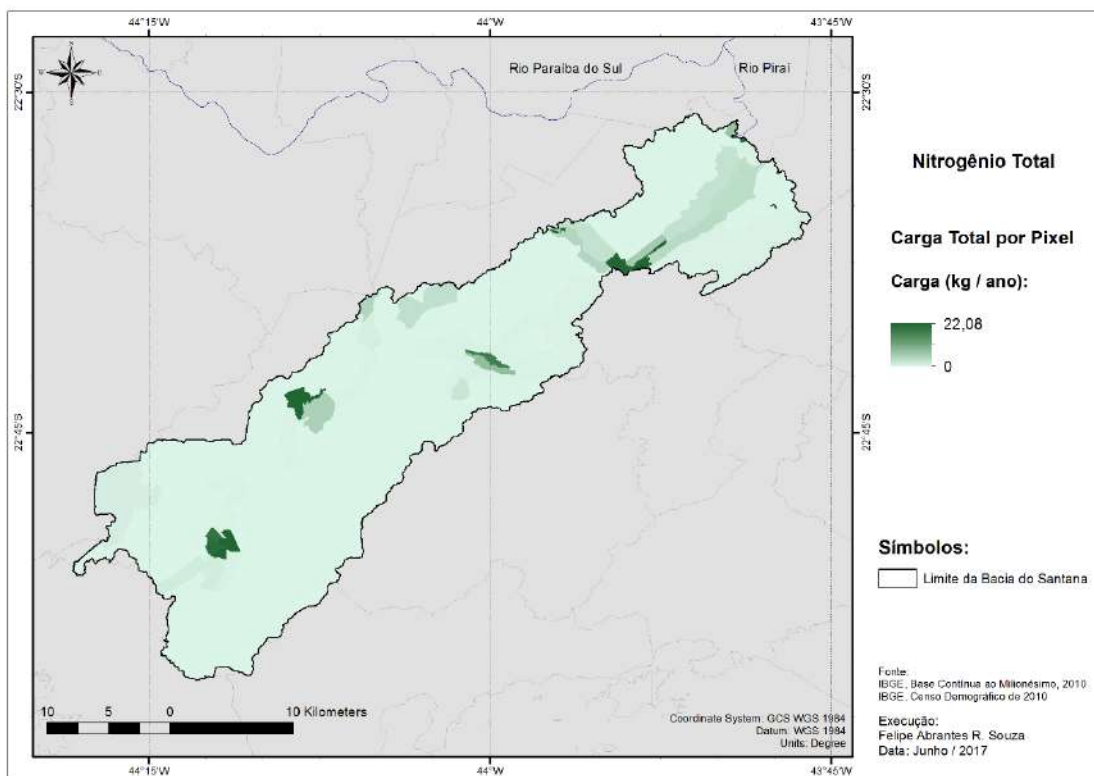 44°15'W
44°W
43°45'W
Rio Paraíba do Sul
Rio Piraí
22°30'S
22°30'S
22°45'S
22°45'S
Nitrogênio Total
Carga Total por Pixel
Carga (kg / ano):
22,08
0
Símbolos:
Limite da Bacia do Santana
10 5 0 10 Kilometers
Coordinate System: GCS WGS 1984
Datum: WGS 1984
Units: Degree
Fonte:
IBGE, Base Contínua ao Milionésimo, 2010
IBGE, Censo Demográfico de 2010
Execução:
Felipe Abrantes R. Souza
Data: Junho / 2017
44°15'W
44°W
43°45'W